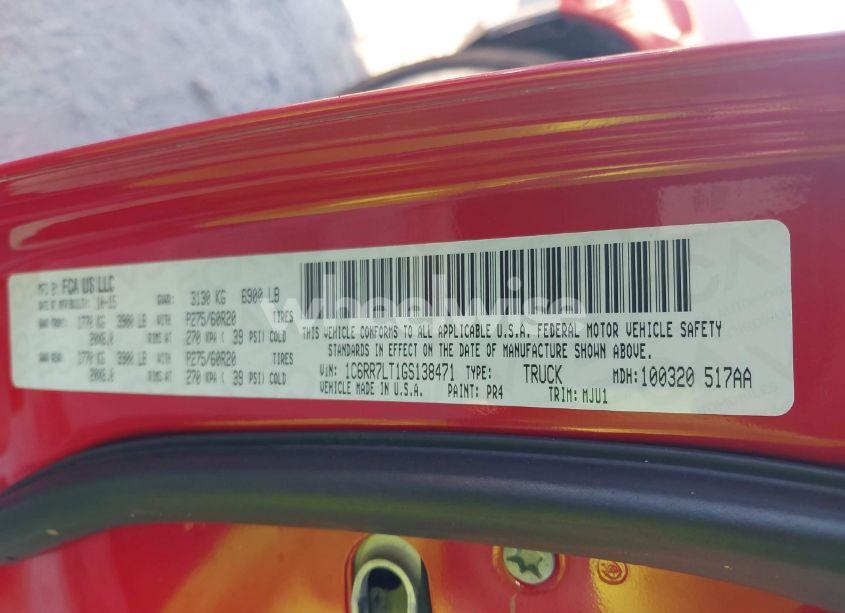 MFD BY: FCA US LLC
DATE OF MFR(BUILT): 10-15 GVWR: 3130 KG 6900 LB
GAWR FRONT: 1770 KG 3900 LB WITH P275/60R20 TIRES
20X8.0 RIMS AT 270 KPA ( 39 PSI) COLD
GAWR REAR: 1770 KG 3900 LB WITH P275/60R20 TIRES
20X8.0 RIMS AT 270 KPA ( 39 PSI) COLD
THIS VEHICLE CONFORMS TO ALL APPLICABLE U.S.A. FEDERAL MOTOR VEHICLE SAFETY
STANDARDS IN EFFECT ON THE DATE OF MANUFACTURE SHOWN ABOVE.
VIN: 1C6RR7LT1GS138471 TYPE: TRUCK MDH:100320 517AA
VEHICLE MADE IN U.S.A. PAINT: PR4 TRIM: MJU1
wheelwise